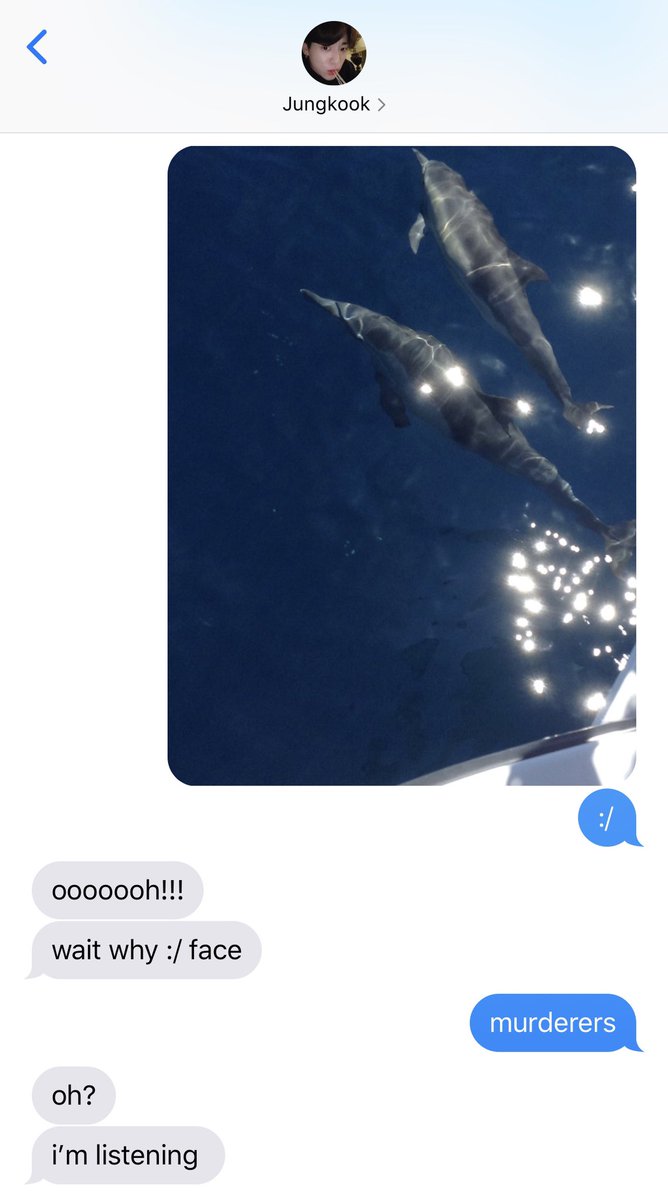 Jungkook
:/
ooooooh!!!
wait why :/ face
murderers
oh?
i’m listening